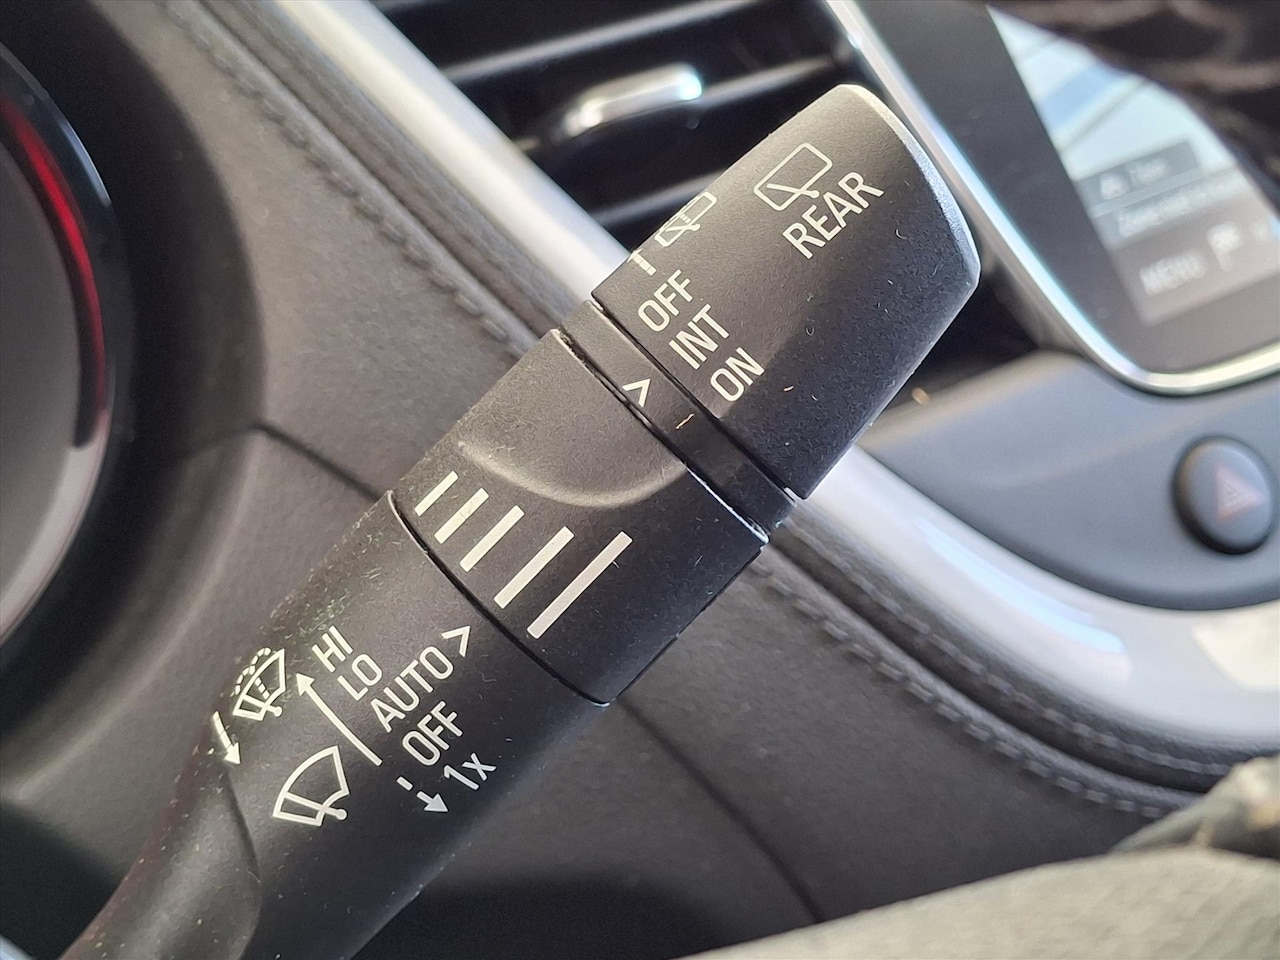 REAR
OFF
INT
ON
>
HI
LO
AUTO >
OFF
1x
MENU